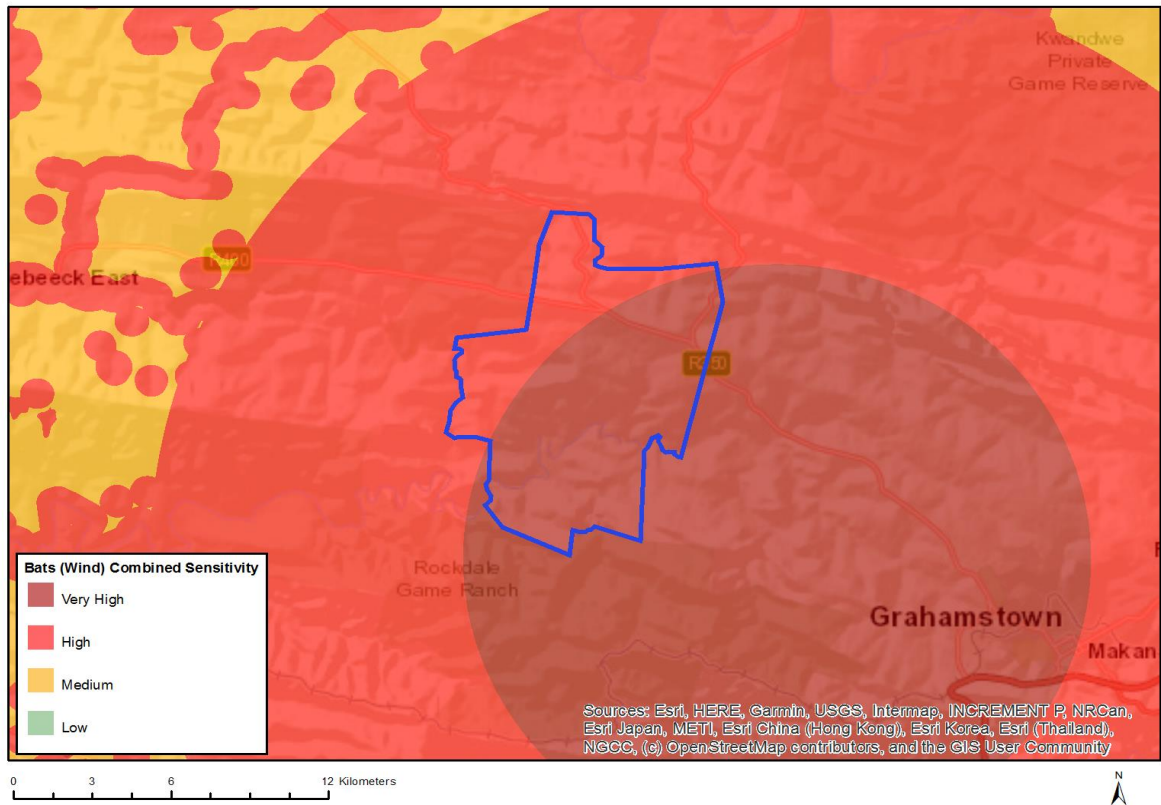 Kwandwe
Private
Game Reserve
R400
ebeeck East
R350
Rockdale
Game Ranch
Grahamstown
Makan
Bats (Wind) Combined Sensitivity
Very High
High
Medium
Low
Sources: Esri, HERE, Garmin, USGS, Intermap, INCREMENT P, NRCan,
Esri Japan, METI, Esri China (Hong Kong), Esri Korea, Esri (Thailand),
NGCC, (c) OpenStreetMap contributors, and the GIS User Community
0 3 6 12 Kilometers
N